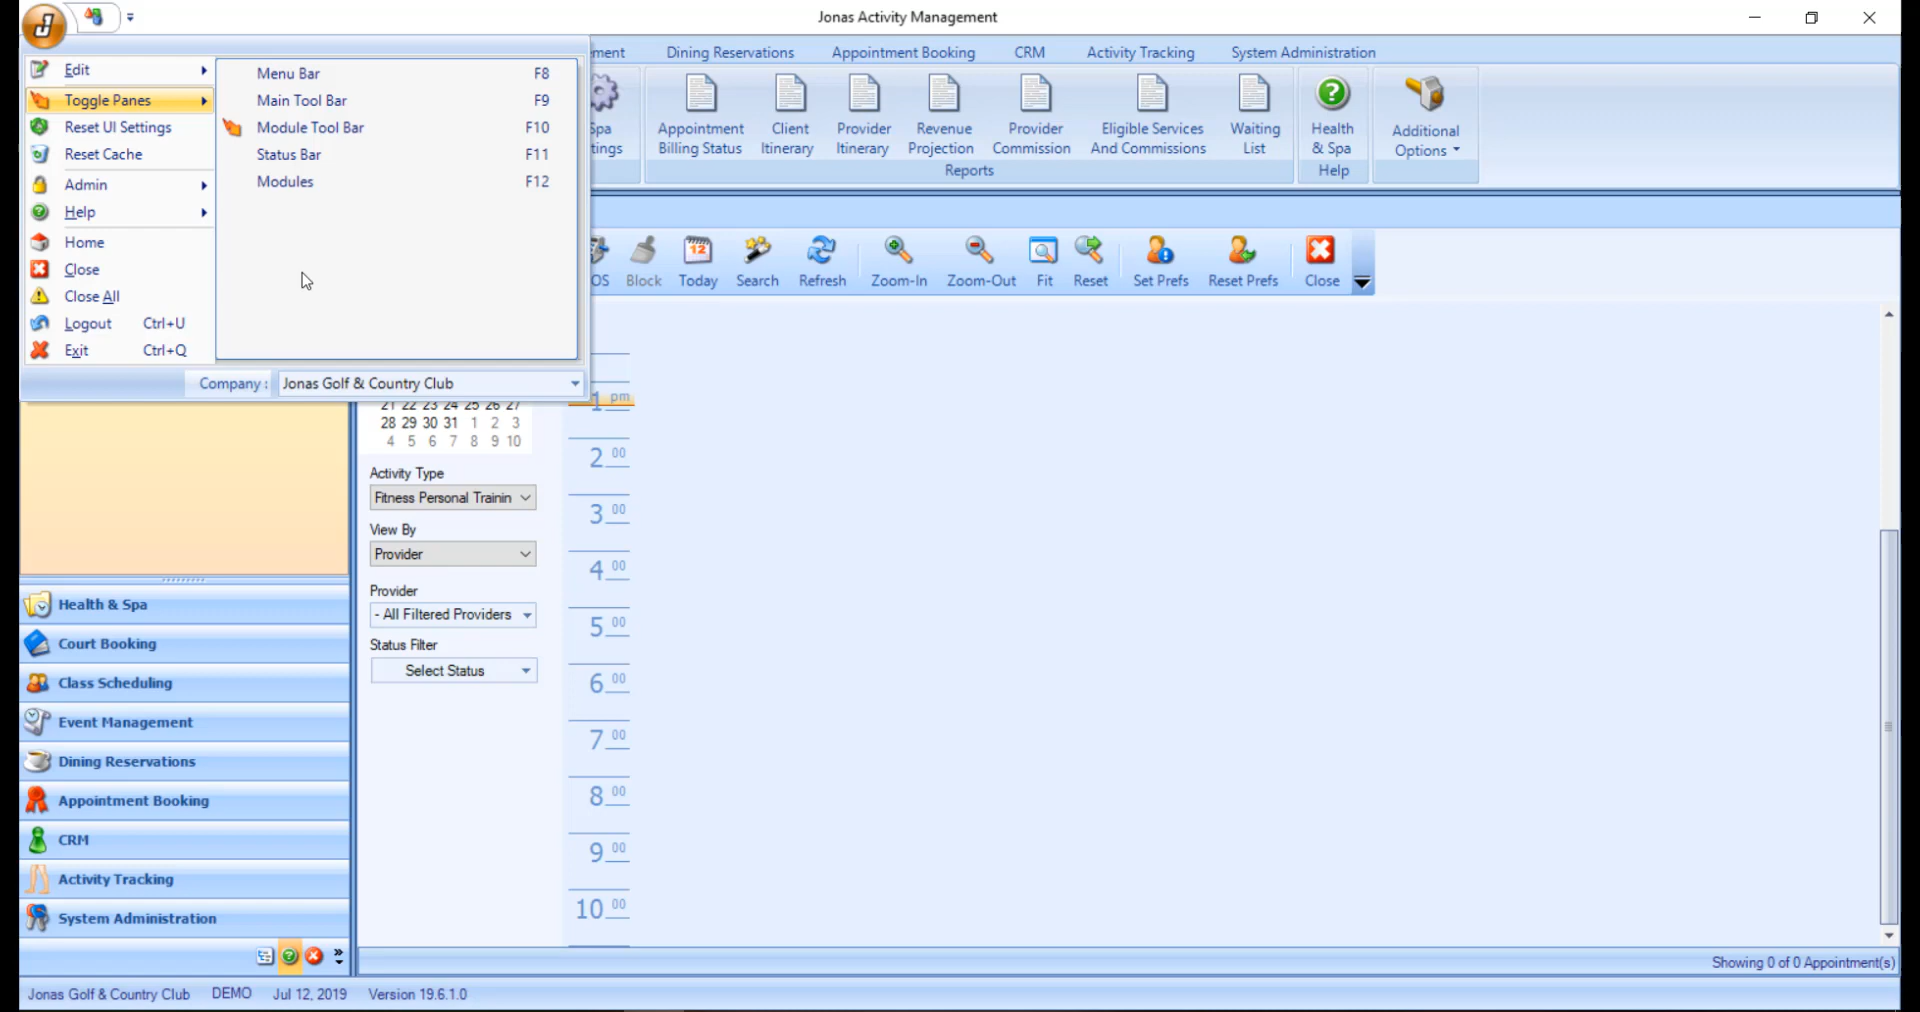 Jonas Activity Management
ment
Dining Reservations
Appointment Booking
CRM
Activity Tracking
System Administration
Edit
Toggle Panes
Reset UI Settings
Reset Cache
Admin
Help
Home
Close
Close All
Logout Ctrl+U
Exit Ctrl+Q
Menu Bar F8
Main Tool Bar F9
Module Tool Bar F10
Status Bar F11
Modules F12
Company : Jonas Golf & Country Club
Spa
tings
Appointment
Billing Status
Client
Itinerary
Provider
Itinerary
Revenue
Projection
Provider
Commission
Eligible Services
And Commissions
Waiting
List
Reports
Health
& Spa
Help
Additional
Options
OS
Block
12
Today
Search
Refresh
Zoom-In
Zoom-Out
Fit
Reset
Set Prefs
Reset Prefs
Close
21 22 23 24 25 26 27
28 29 30 31 1 2 3
4 5 6 7 8 9 10
Activity Type
Fitness Personal Trainin
View By
Provider
Provider
- All Filtered Providers
Status Filter
Select Status
1 pm
2 00
3 00
4 00
5 00
6 00
7 00
8 00
9 00
10 00
Health & Spa
Court Booking
Class Scheduling
Event Management
Dining Reservations
Appointment Booking
CRM
Activity Tracking
System Administration
Showing 0 of 0 Appointment(s)
Jonas Golf & Country Club DEMO Jul 12, 2019 Version 19.6.1.0